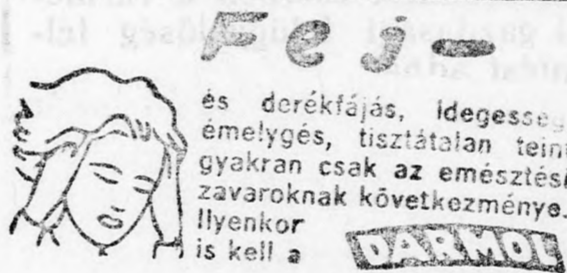 Fej-
és derékfájás, idegesség,
émelygés, tisztátalan teint
gyakran csak az emésztési
zavaroknak következménye.
Ilyenkor
is kell a DARMOL